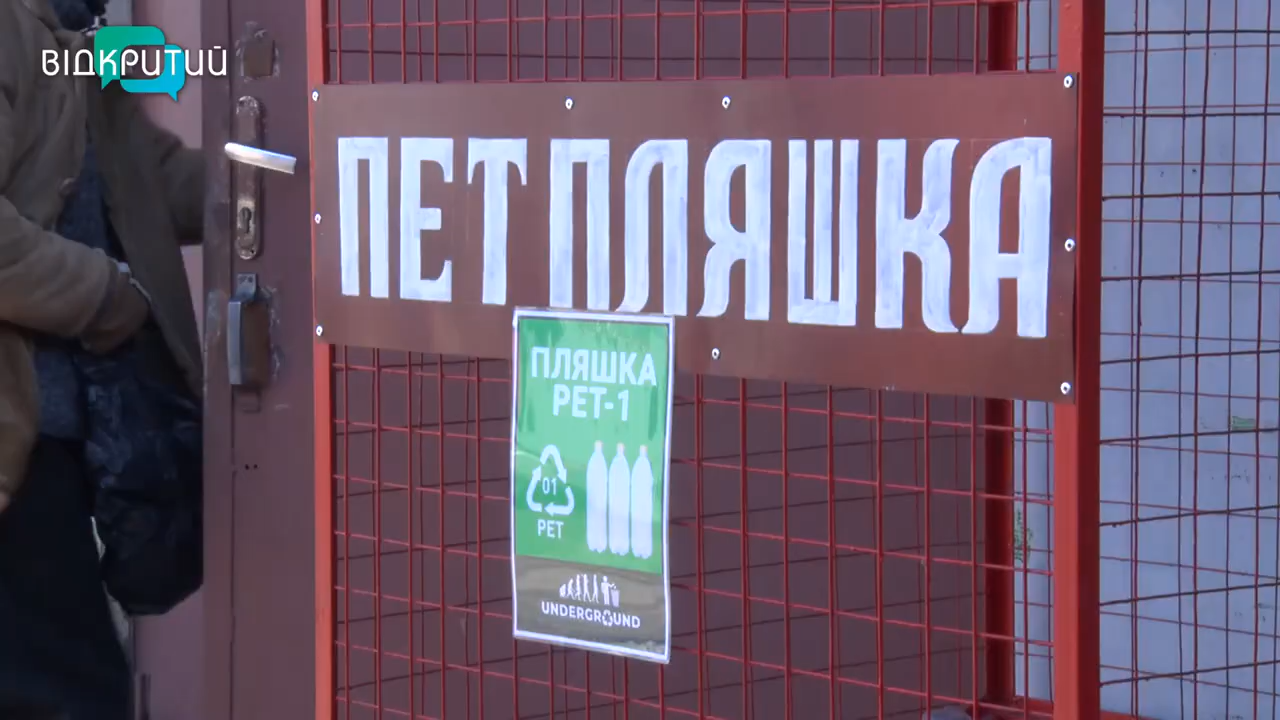 ВІДКРИТИЙ
ПЕТ ПЛЯШКА
ПЛЯШКА
PET-1
01
PET
UNDERGROUND